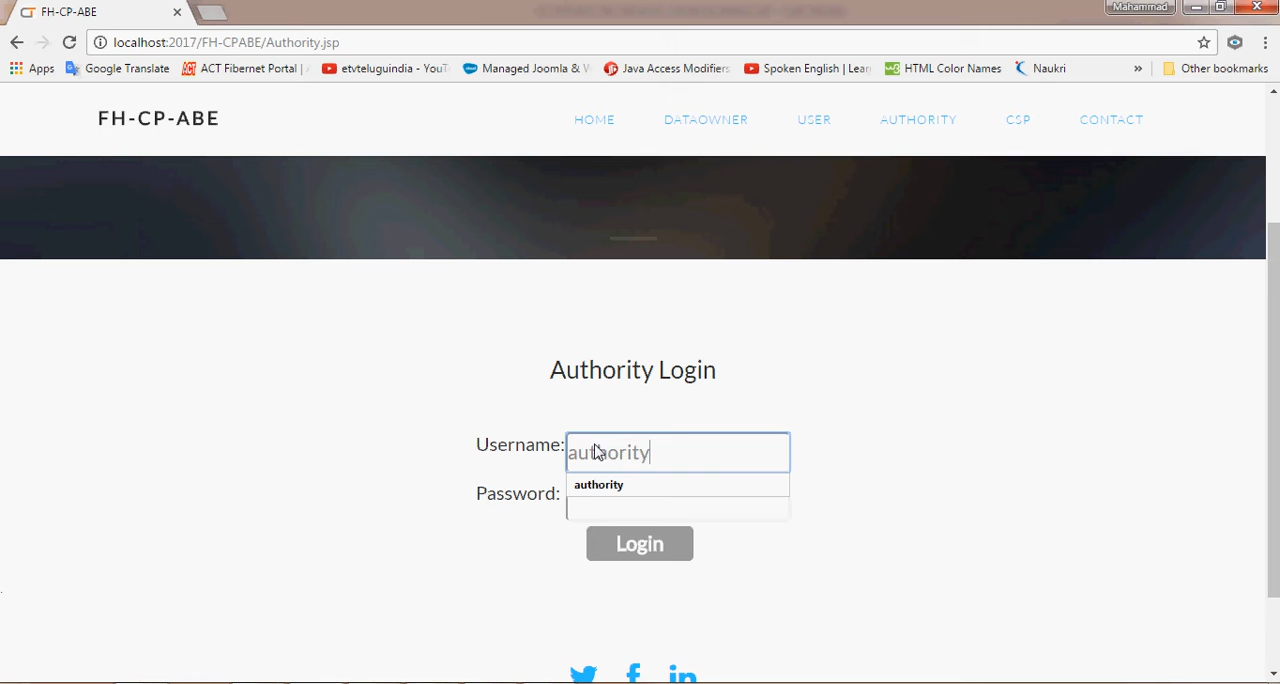 FH-CP-ABE
Mahammad
localhost:2017/FH-CPABE/Authority.jsp
Apps Google Translate ACT Fibernet Portal | etvteluguindia - YouT Managed Joomla & W Java Access Modifiers Spoken English | Lear HTML Color Names Naukri » Other bookmarks
FH-CP-ABE HOME DATAOWNER USER AUTHORITY CSP CONTACT
Authority Login
Username: authority
authority
Password:
Login